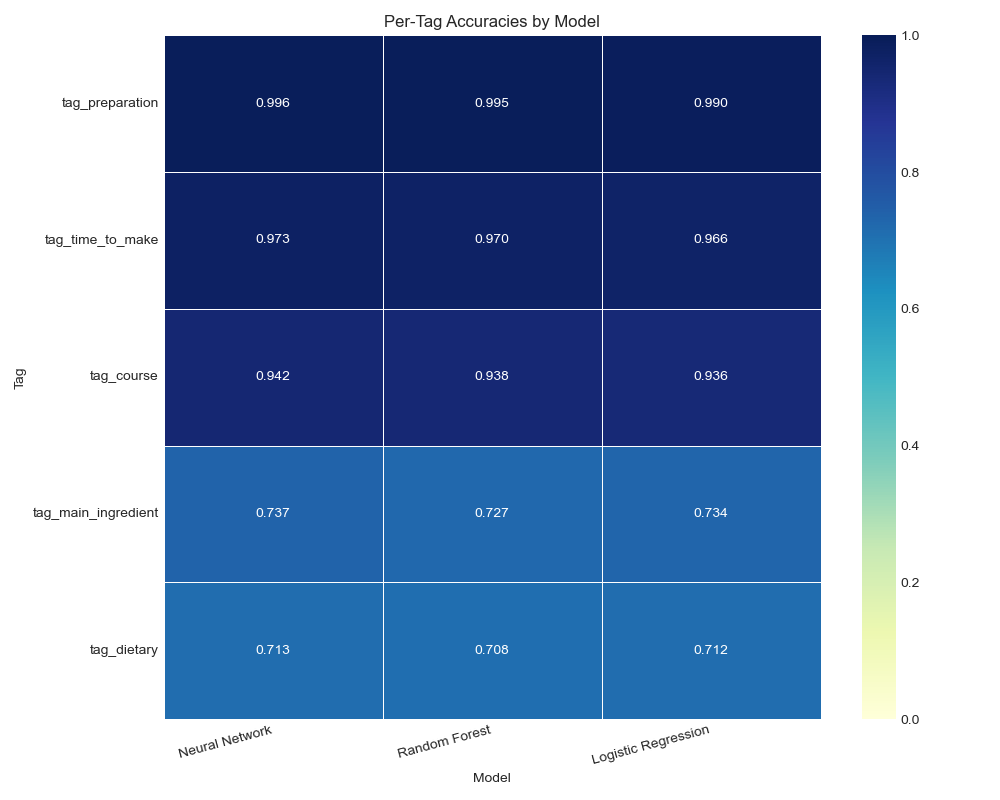 Per-Tag Accuracies by Model
Tag
tag_preparation 0.996 0.995 0.990
tag_time_to_make 0.973 0.970 0.966
tag_course 0.942 0.938 0.936
tag_main_ingredient 0.737 0.727 0.734
tag_dietary 0.713 0.708 0.712
Neural Network Random Forest Logistic Regression
Model
1.0
0.8
0.6
0.4
0.2
0.0